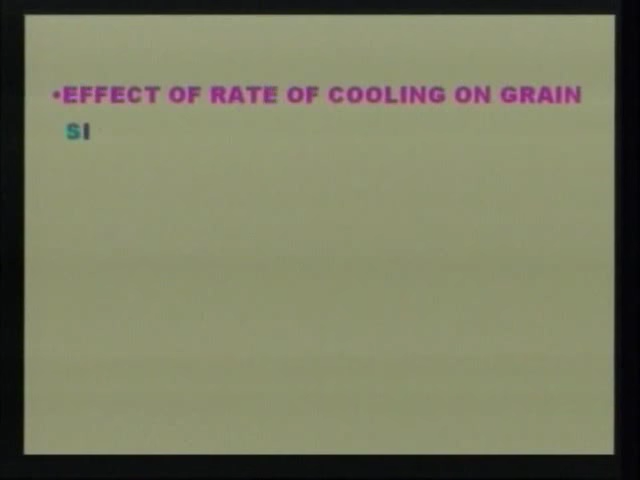 •EFFECT OF RATE OF COOLING ON GRAIN
SI